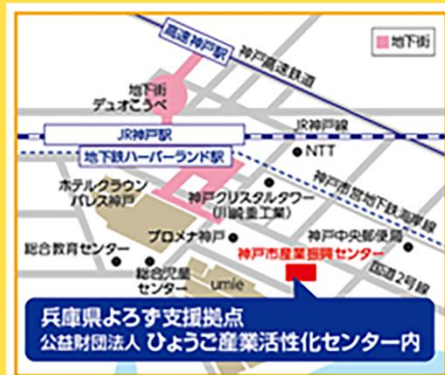 高速神戸駅
神戸高速鉄道
地下街
地下街
デュオこうべ
JR神戸線
JR神戸駅
NTT
地下鉄ハーバーランド駅
神戸市営地下鉄海岸線
ホテルクラウン
パレス神戸
神戸クリスタルタワー
(川崎重工業)
プロメナ神戸
神戸中央郵便局
総合教育センター
神戸市産業振興センター
国道2号線
総合児童
センター
umie
兵庫県よろず支援拠点
公益財団法人 ひょうご産業活性化センター内